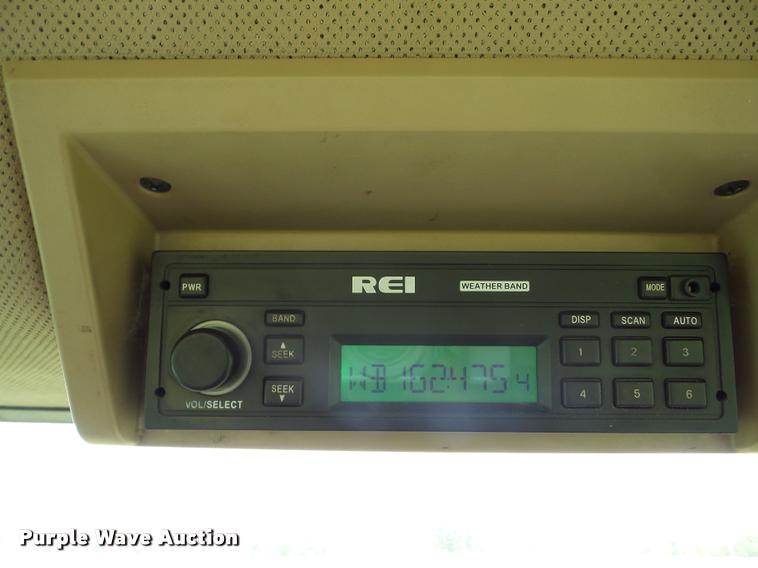 PWR
REI
WEATHER BAND
MODE
BAND
DISP
SCAN
AUTO
▲
SEEK
1
2
3
WB 162.475 4
SEEK
▼
4
5
6
VOL/SELECT
Purple Wave Auction